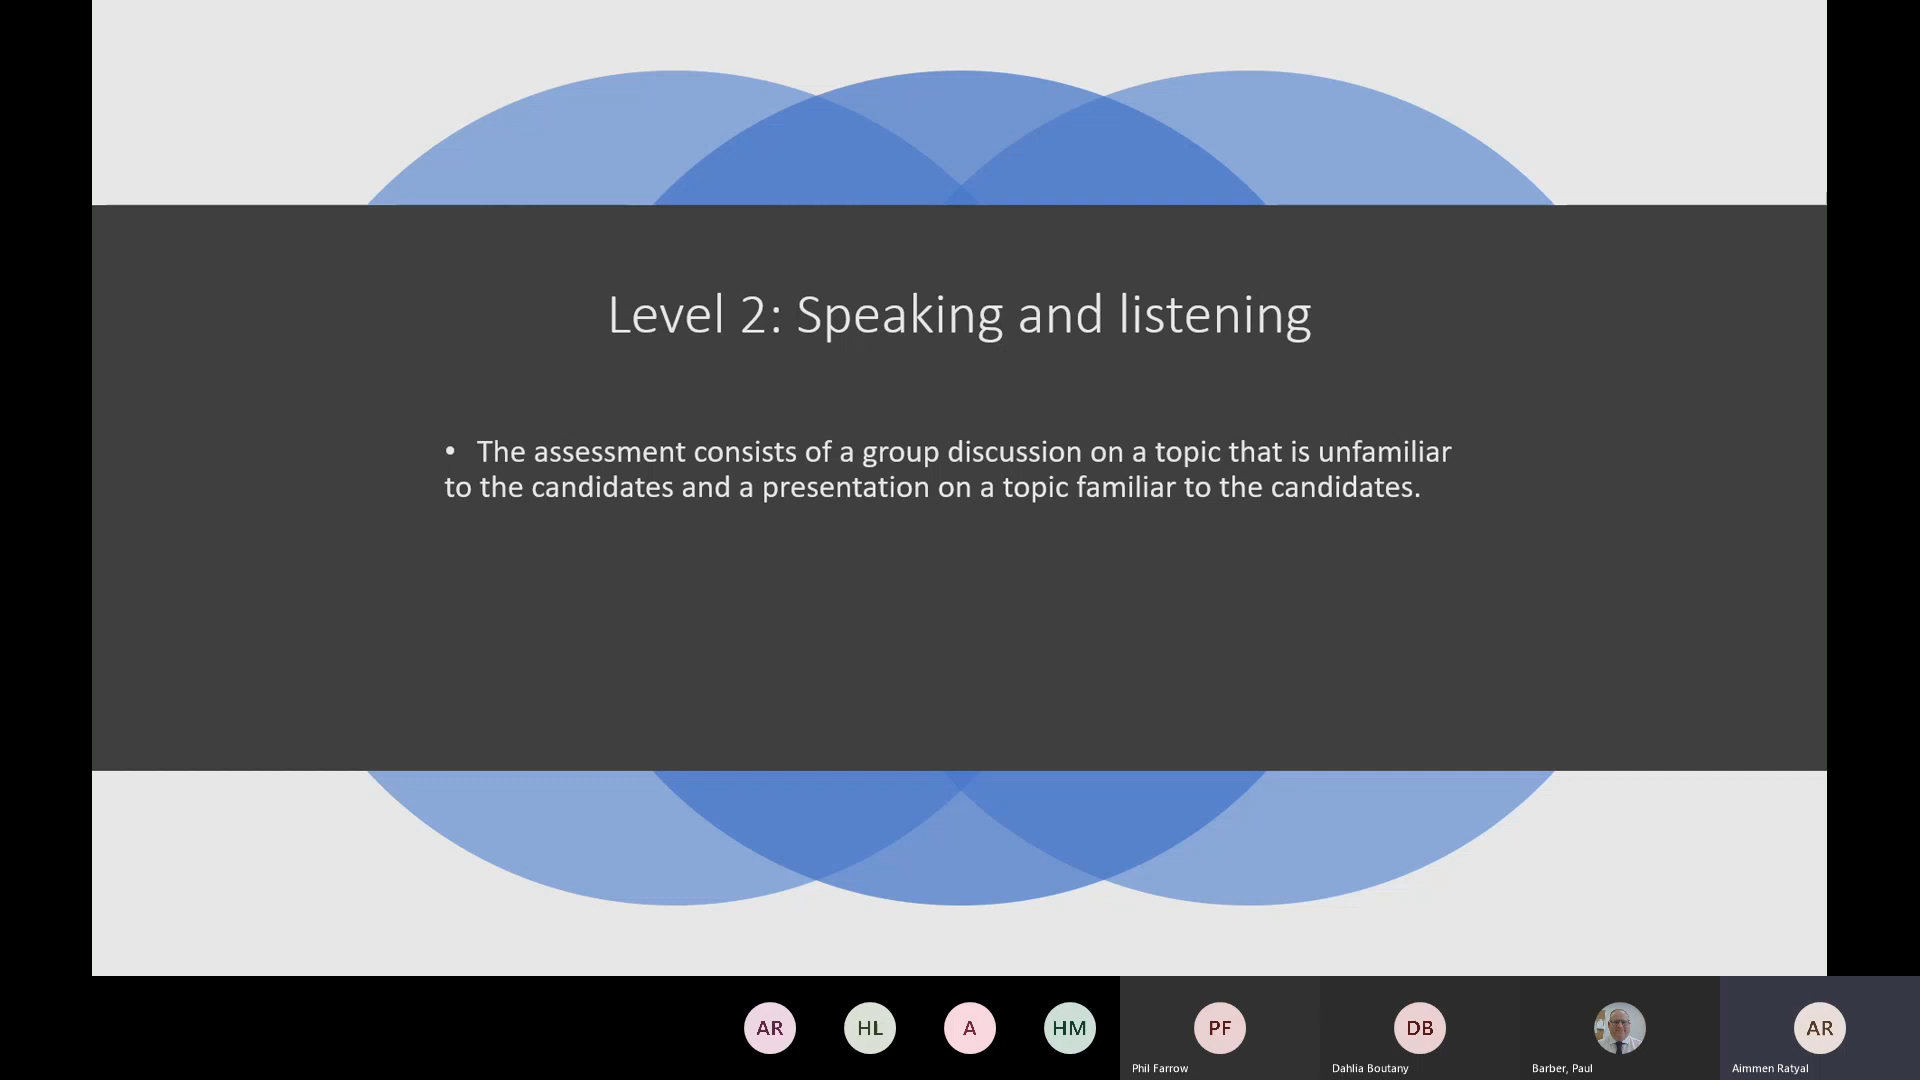 Level 2: Speaking and listening
• The assessment consists of a group discussion on a topic that is unfamiliar
to the candidates and a presentation on a topic familiar to the candidates.
AR
HL
A
HM
PF
DB
AR
Phil Farrow
Dahlia Boutany
Barber, Paul
Aimmen Ratyal